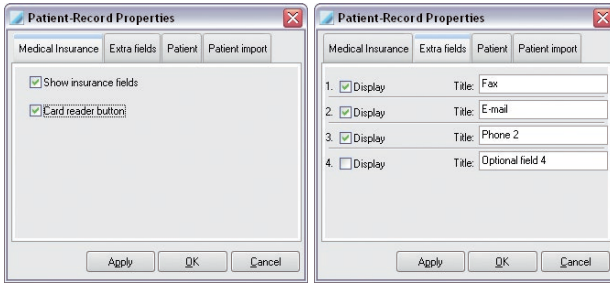 Patient-Record Properties
Medical Insurance Extra fields Patient Patient import
Show insurance fields
Card reader button
Apply OK Cancel
Patient-Record Properties
Medical Insurance Extra fields Patient Patient import
1. Display Title: Fax
2. Display Title: E-mail
3. Display Title: Phone 2
4. Display Title: Optional field 4
Apply OK Cancel